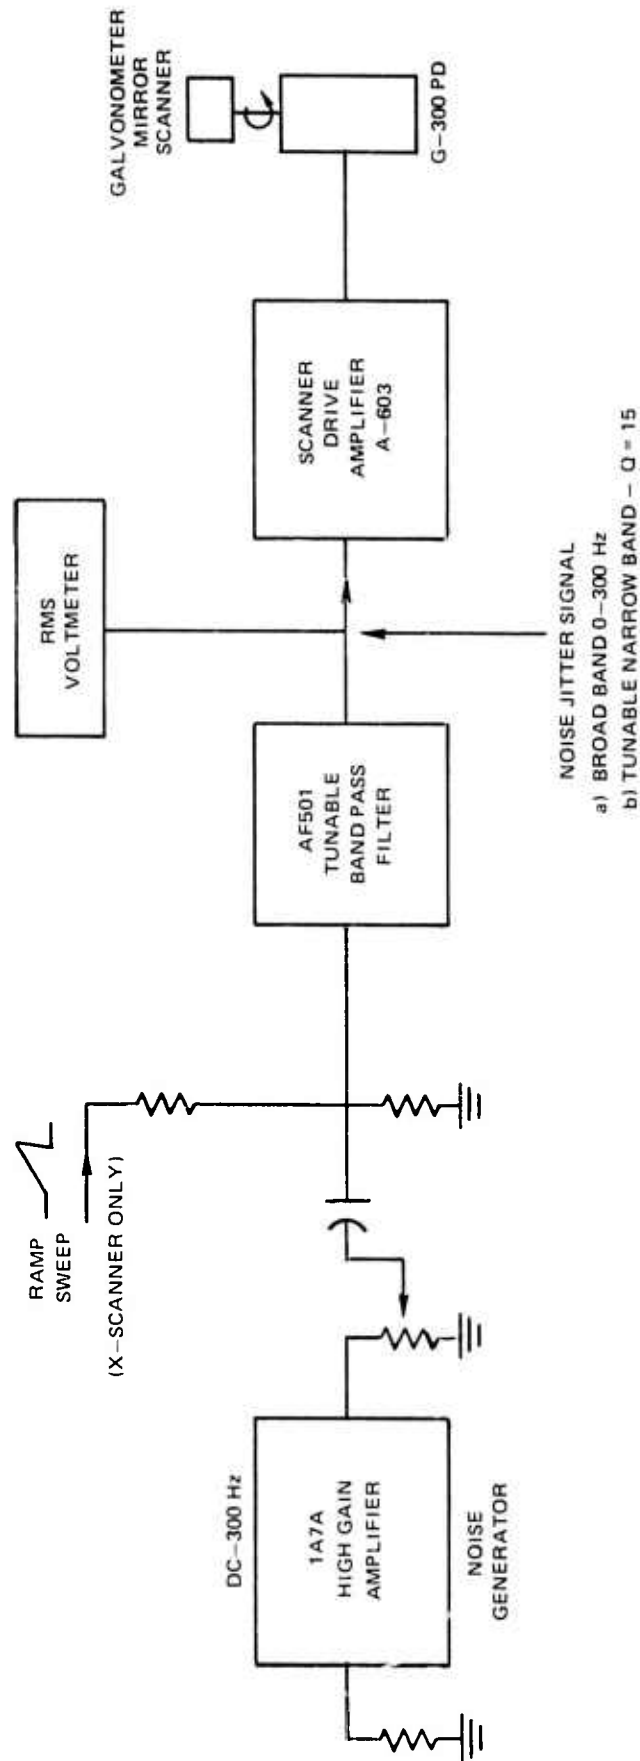 DC-300 Hz
1A7A
HIGH GAIN
AMPLIFIER
NOISE
GENERATOR
RAMP
SWEEP
(X-SCANNER ONLY)
AF501
TUNABLE
BAND PASS
FILTER
RMS
VOLTMETER
NOISE JITTER SIGNAL
a) BROAD BAND 0-300 Hz
b) TUNABLE NARROW BAND - Q = 15
SCANNER
DRIVE
AMPLIFIER
A-603
GALVONOMETER
MIRROR
SCANNER
G-300 PD